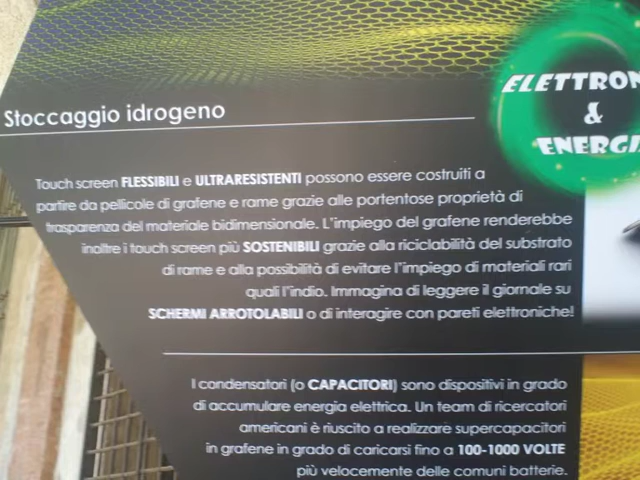 ELETTRON
&
ENERGI
Stoccaggio idrogeno
Touch screen FLESSIBILI e ULTRARESISTENTI possono essere costruiti a
partire da pellicole di grafene e rame grazie alle portentose proprietà di
trasparenza del materiale bidimensionale. L'impiego del grafene renderebbe
inoltre i touch screen più SOSTENIBILI grazie alla riciclabilità del substrato
di rame e alla possibilità di evitare l'impiego di materiali rari
quali l'indio. Immagina di leggere il giornale su
SCHERMI ARROTOLABILI o di interagire con pareti elettroniche!
I condensatori (o CAPACITORI) sono dispositivi in grado
di accumulare energia elettrica. Un team di ricercatori
americani è riuscito a realizzare supercapacitori
in grafene in grado di caricarsi fino a 100-1000 VOLTE
più velocemente delle comuni batterie.